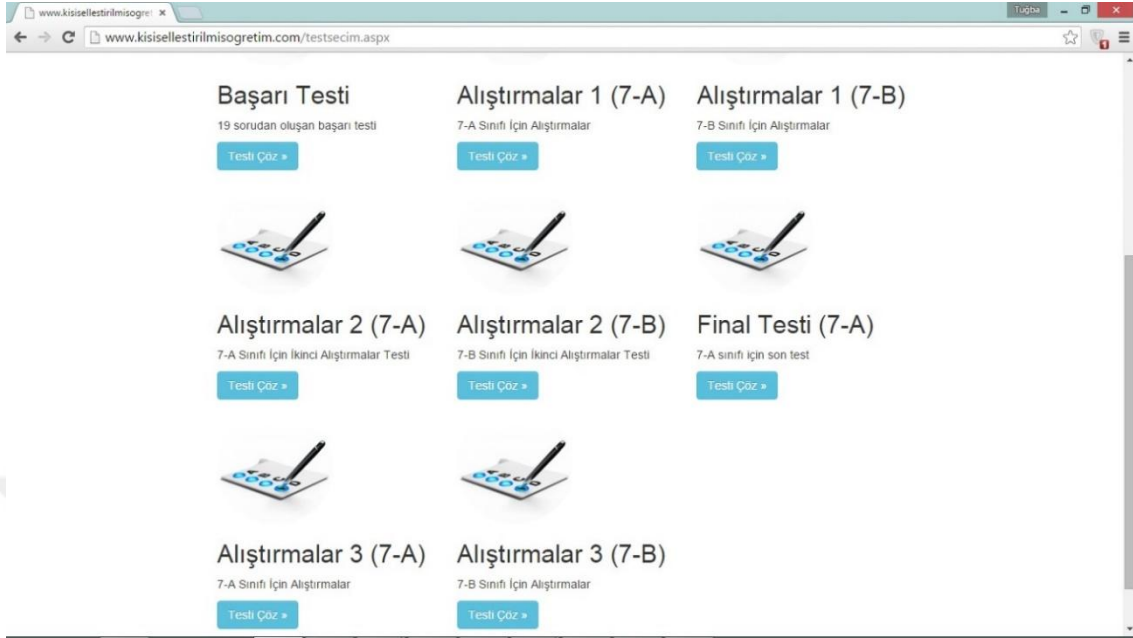 www.kisisellestirilmisogret
Tuğba
www.kisisellestirilmisogretim.com/testsecim.aspx
1
Başarı Testi
19 sorudan oluşan başarı testi
Testi Çöz »
Alıştırmalar 1 (7-A)
7-A Sınıfı İçin Alıştırmalar
Testi Çöz »
Alıştırmalar 1 (7-B)
7-B Sınıfı İçin Alıştırmalar
Testi Çöz »
Alıştırmalar 2 (7-A)
7-A Sınıfı İçin İkinci Alıştırmalar Testi
Testi Çöz »
Alıştırmalar 2 (7-B)
7-B Sınıfı İçin İkinci Alıştırmalar Testi
Testi Çöz »
Final Testi (7-A)
7-A sınıfı için son test
Testi Çöz »
Alıştırmalar 3 (7-A)
7-A Sınıfı İçin Alıştırmalar
Testi Çöz »
Alıştırmalar 3 (7-B)
7-B Sınıfı İçin Alıştırmalar
Testi Çöz »